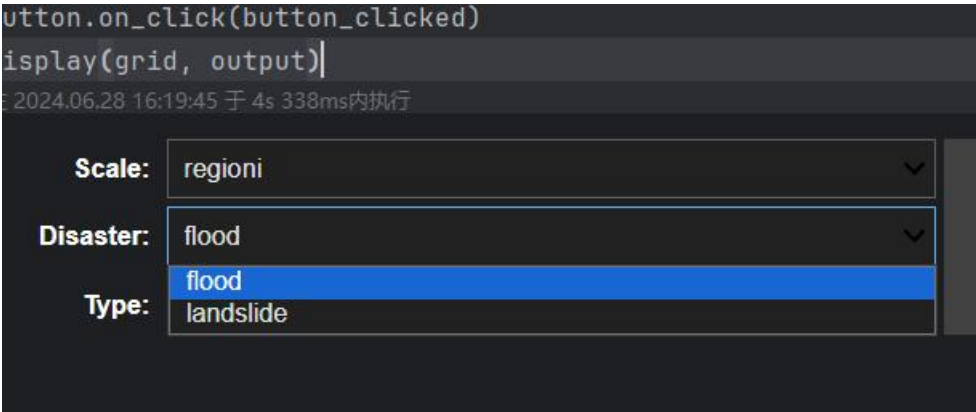 utton.on_click(button_clicked)
isplay(grid, output)
2024.06.28 16:19:45 于 4s 338ms内执行
Scale: regioni
Disaster: flood
flood
Type:
landslide